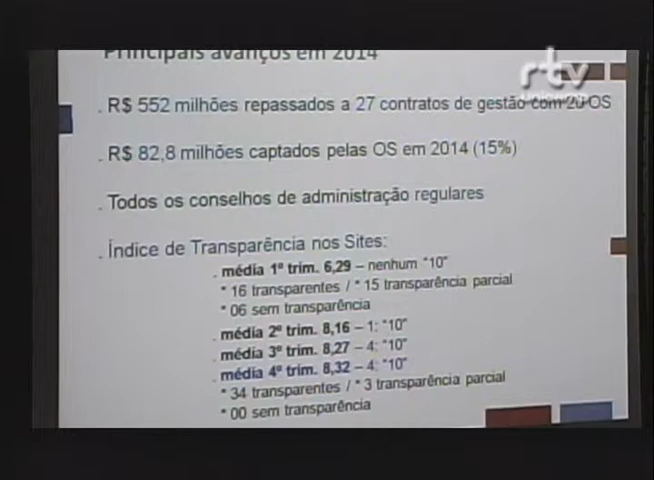 Principais avanços em 2014
rtv
. R$ 552 milhões repassados a 27 contratos de gestão com 20 OS
. R$ 82,8 milhões captados pelas OS em 2014 (15%)
. Todos os conselhos de administração regulares
. Índice de Transparência nos Sites:
. média 1º trim. 6,29 – nenhum "10"
* 16 transparentes / * 15 transparência parcial
* 06 sem transparência
. média 2º trim. 8,16 – 1: "10"
. média 3º trim. 8,27 – 4: "10"
. média 4º trim. 8,32 – 4: "10"
* 34 transparentes / * 3 transparência parcial
* 00 sem transparência